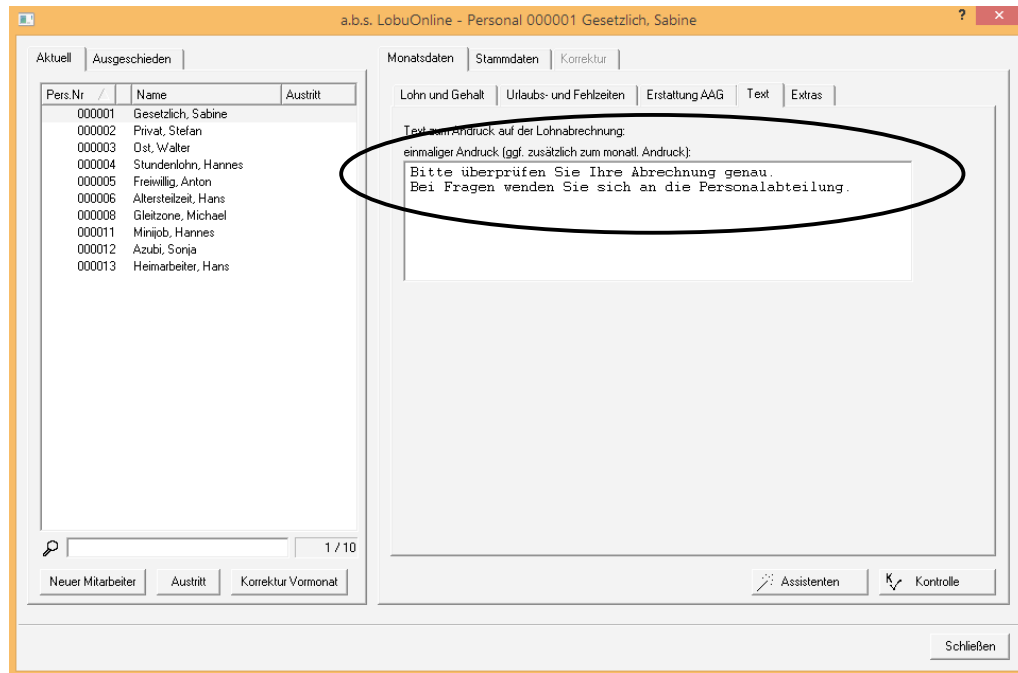 a.b.s. LobuOnline - Personal 000001 Gesetzlich, Sabine
?
Aktuell
Ausgeschieden
Pers.Nr
Name
Austritt
000001 Gesetzlich, Sabine
000002 Privat, Stefan
000003 Ost, Walter
000004 Stundenlohn, Hannes
000005 Freiwillig, Anton
000006 Altersteilzeit, Hans
000008 Gleitzone, Michael
000011 Minijob, Hannes
000012 Azubi, Sonja
000013 Heimarbeiter, Hans
1 / 10
Neuer Mitarbeiter
Austritt
Korrektur Vormonat
Monatsdaten
Stammdaten
Korrektur
Lohn und Gehalt
Urlaubs- und Fehlzeiten
Erstattung AAG
Text
Extras
Text zum Andruck auf der Lohnabrechnung:
einmaliger Andruck (ggf. zusätzlich zum monatl. Andruck):
Bitte überprüfen Sie Ihre Abrechnung genau.
Bei Fragen wenden Sie sich an die Personalabteilung.
Assistenten
K
Kontrolle
Schließen